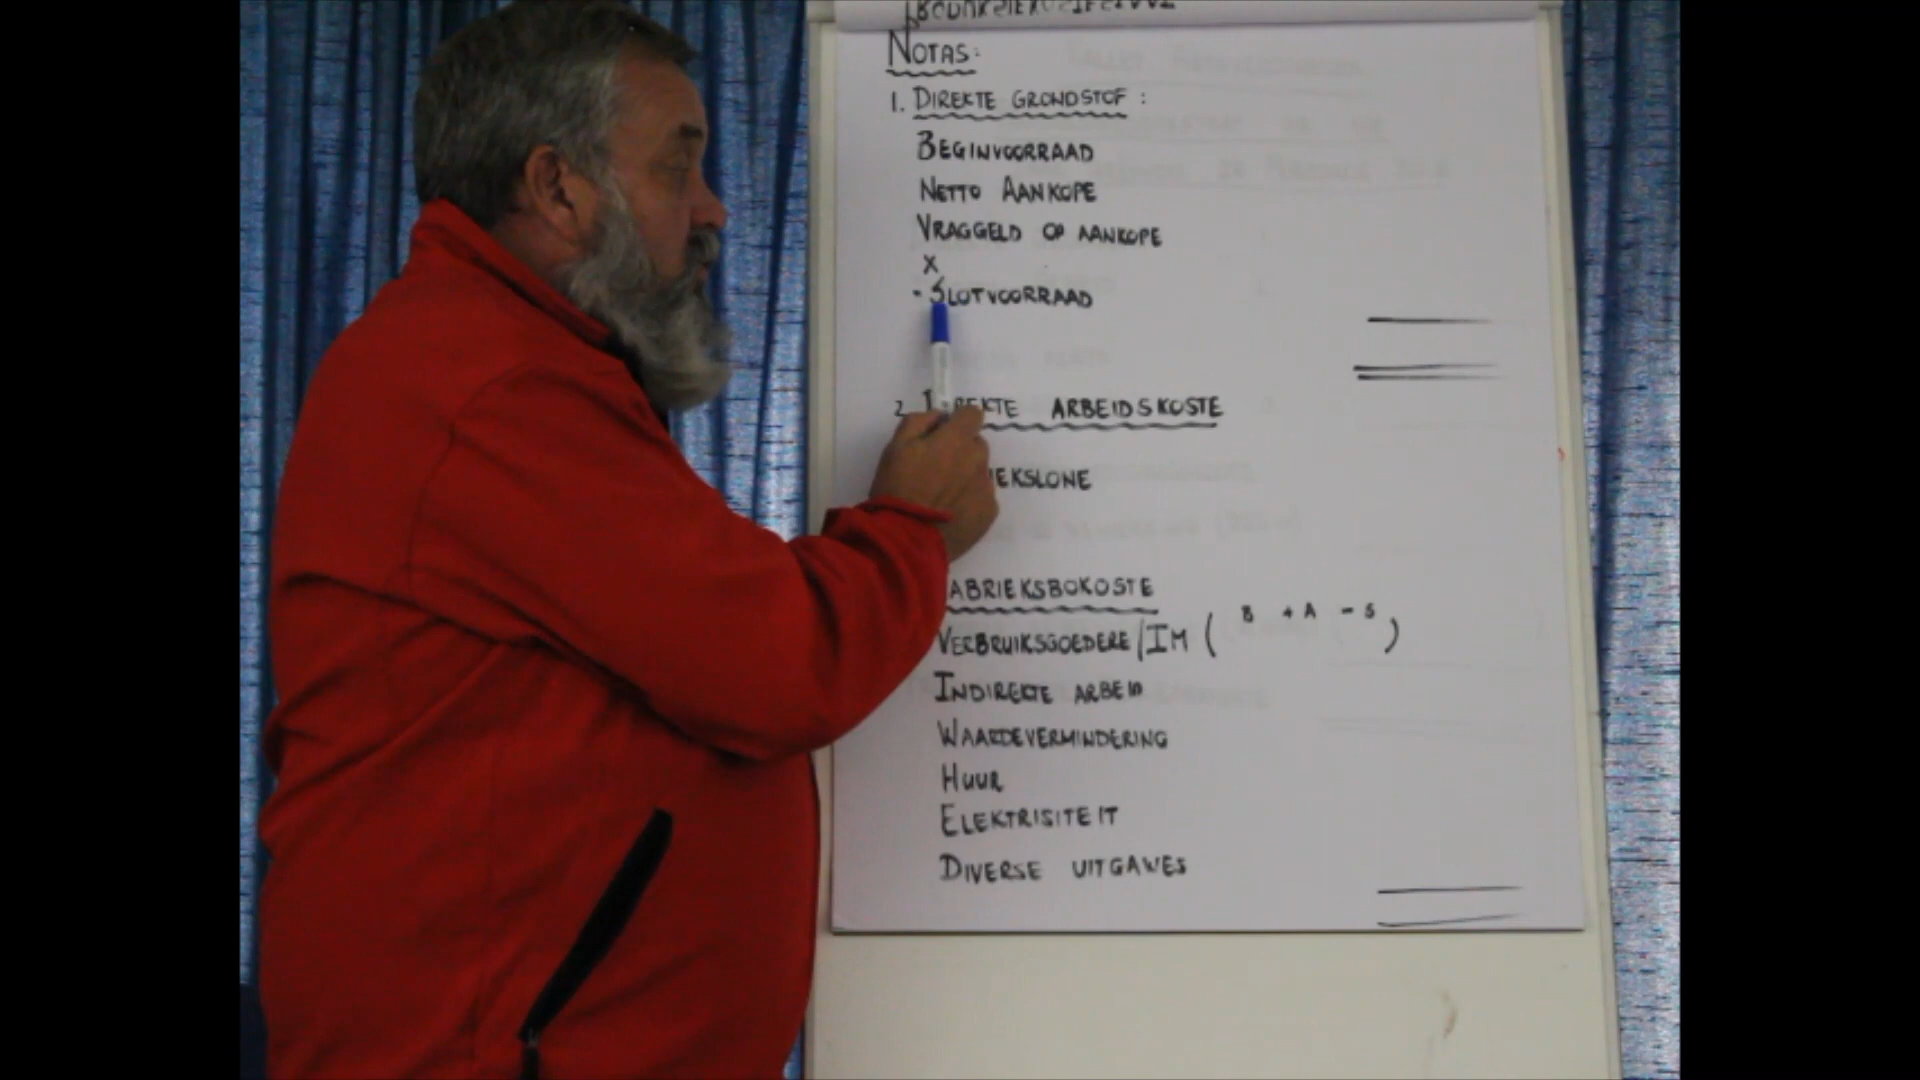 NOTAS:
1. DIREKTE GRONDSTOF :
BEGINVOORRAAD
NETTO AANKOPE
VRAGGELD OP AANKOPE
X
- SLOTVOORRAAD
2. DIREKTE ARBEIDSKOSTE
IEKSLONE
ABRIEKSBOKOSTE
VERBRUIKSGOEDERE/IM ( B + A - S )
INDIREKTE ARBEID
WAARDEVERMINDERING
HUUR
ELEKTRISITEIT
DIVERSE UITGAWES